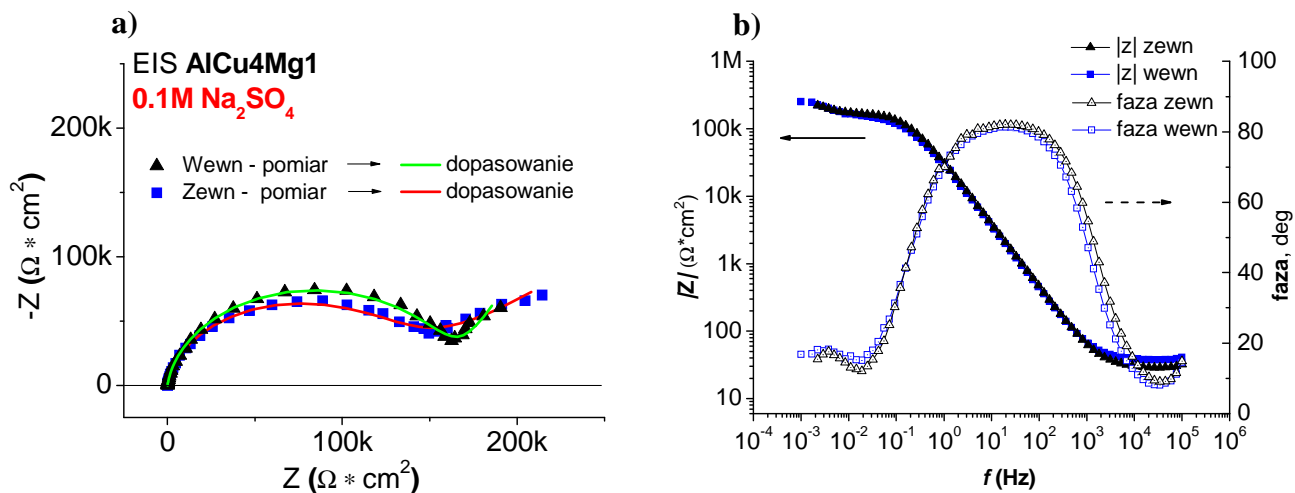 a)
EIS AlCu4Mg1
0.1M Na₂SO₄
Wewn - pomiar dopasowanie
Zewn - pomiar dopasowanie
200k
100k
0
-Z (Ω * cm²)
0 100k 200k
Z (Ω * cm²)
b)
|z| zewn
|z| wewn
faza zewn
faza wewn
1M
100k
10k
1k
100
10
|Z| (Ω*cm²)
100
80
60
40
20
0
faza, deg
10⁻⁴ 10⁻³ 10⁻² 10⁻¹ 10⁰ 10¹ 10² 10³ 10⁴ 10⁵ 10⁶
f (Hz)